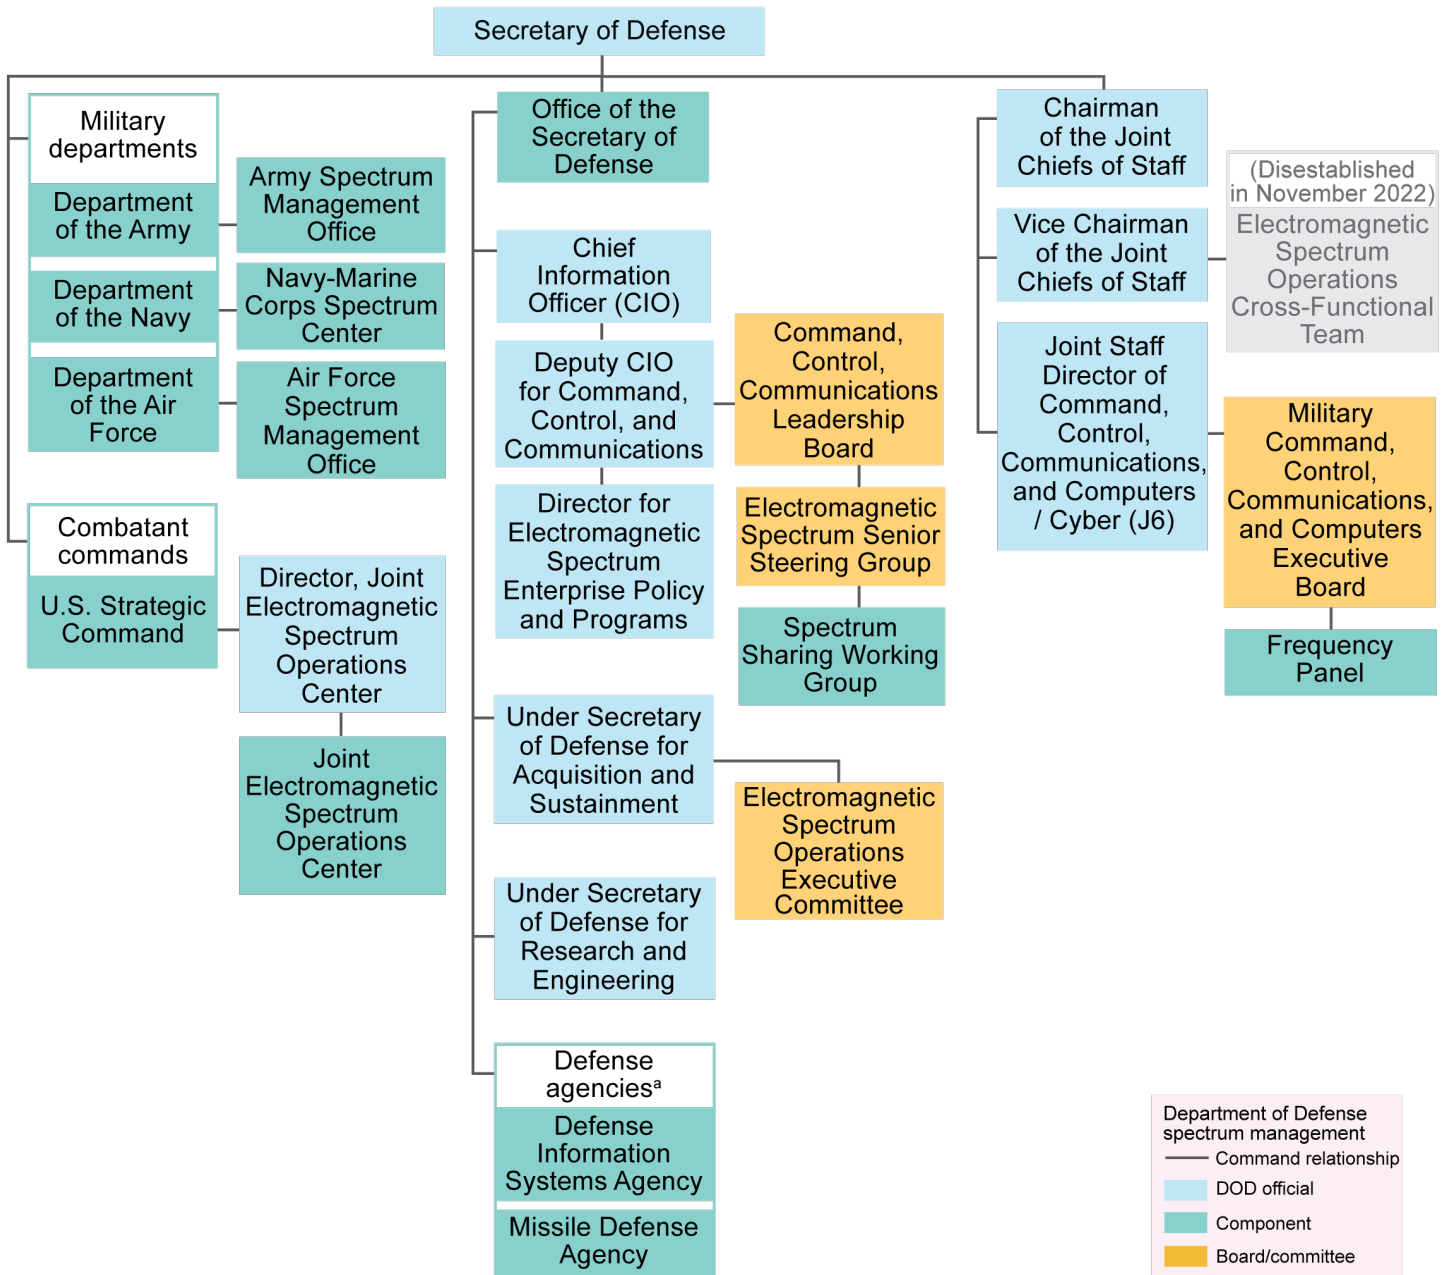 Secretary of Defense
Military
departments
Department
of the Army
Department
of the Navy
Department
of the Air
Force
Army Spectrum
Management
Office
Navy-Marine
Corps Spectrum
Center
Air Force
Spectrum
Management
Office
Combatant
commands
U.S. Strategic
Command
Director, Joint
Electromagnetic
Spectrum
Operations
Center
Joint
Electromagnetic
Spectrum
Operations
Center
Office of the
Secretary of
Defense
Chief
Information
Officer (CIO)
Deputy CIO
for Command,
Control, and
Communications
Director for
Electromagnetic
Spectrum
Enterprise Policy
and Programs
Command,
Control,
Communications
Leadership
Board
Electromagnetic
Spectrum Senior
Steering Group
Spectrum
Sharing Working
Group
Under Secretary
of Defense for
Acquisition and
Sustainment
Electromagnetic
Spectrum
Operations
Executive
Committee
Under Secretary
of Defense for
Research and
Engineering
Defense
agenciesᵃ
Defense
Information
Systems Agency
Missile Defense
Agency
Chairman
of the Joint
Chiefs of Staff
Vice Chairman
of the Joint
Chiefs of Staff
(Disestablished
in November 2022)
Electromagnetic
Spectrum
Operations
Cross-Functional
Team
Joint Staff
Director of
Command,
Control,
Communications,
and Computers
/ Cyber (J6)
Military
Command,
Control,
Communications,
and Computers
Executive
Board
Frequency
Panel
Department of Defense
spectrum management
Command relationship
DOD official
Component
Board/committee